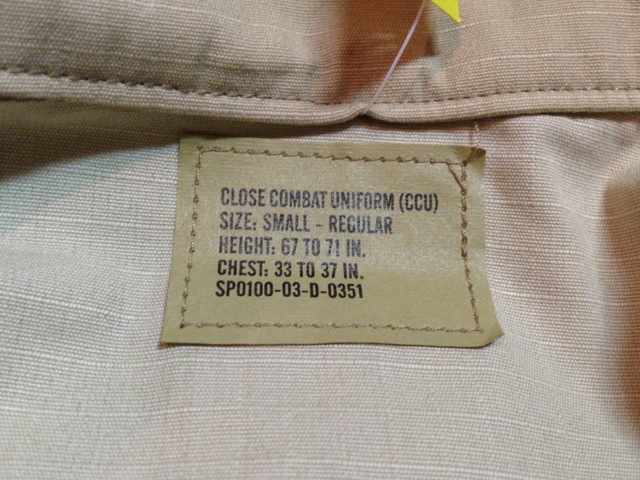 CLOSE COMBAT UNIFORM (CCU)
SIZE: SMALL - REGULAR
HEIGHT: 67 TO 71 IN.
CHEST: 33 TO 37 IN.
SPO100-03-D-0351